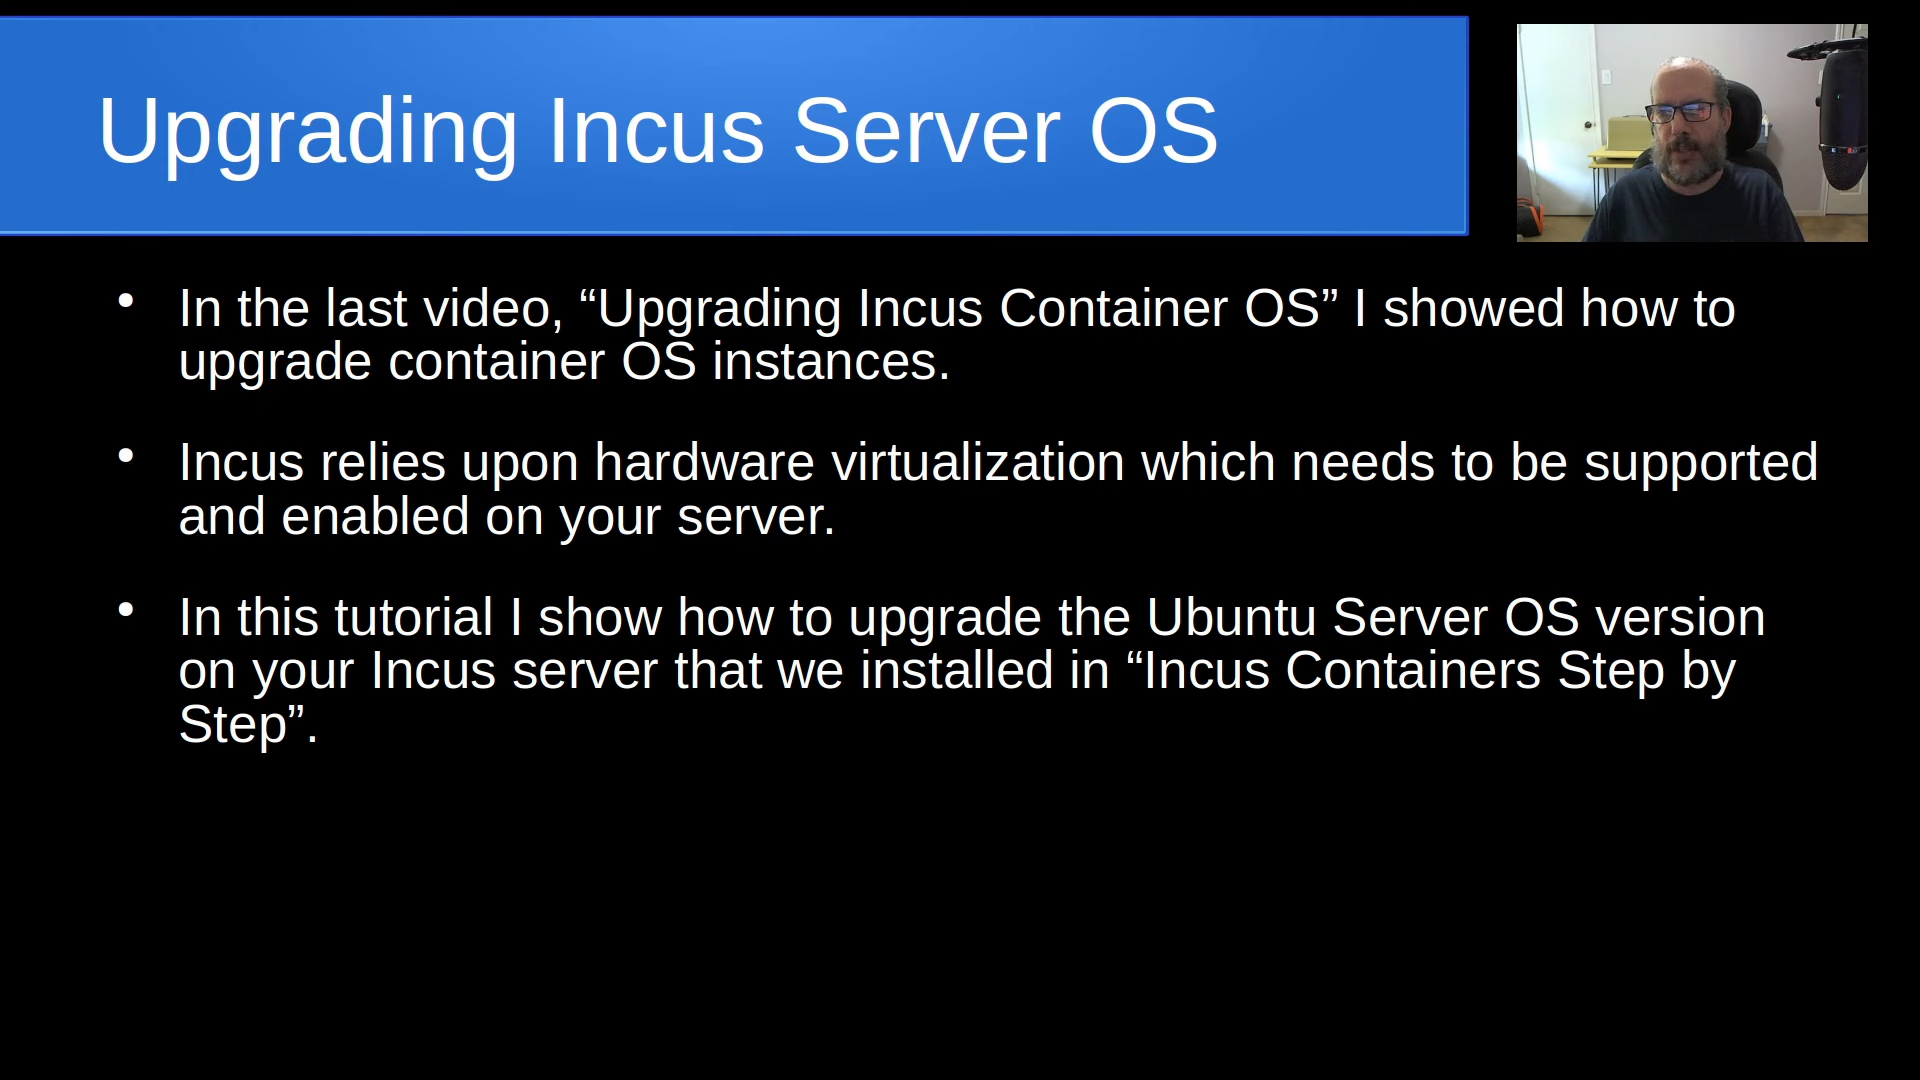 Upgrading Incus Server OS
• In the last video, “Upgrading Incus Container OS” I showed how to
upgrade container OS instances.
• Incus relies upon hardware virtualization which needs to be supported
and enabled on your server.
• In this tutorial I show how to upgrade the Ubuntu Server OS version
on your Incus server that we installed in “Incus Containers Step by
Step”.